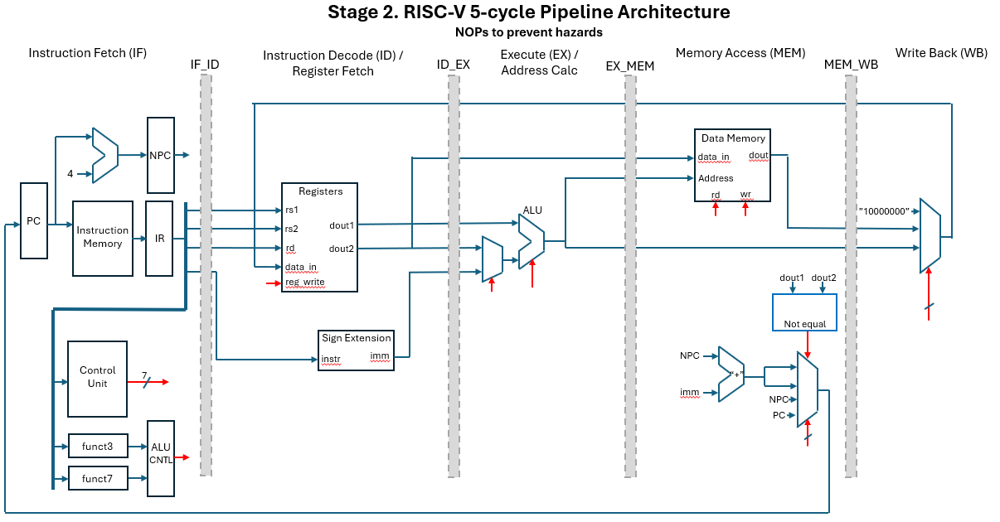 Stage 2. RISC-V 5-cycle Pipeline Architecture
NOPs to prevent hazards
Instruction Fetch (IF)
IF_ID
Instruction Decode (ID) /
Register Fetch
ID_EX
Execute (EX) /
Address Calc
EX_MEM
Memory Access (MEM)
MEM_WB
Write Back (WB)
4
NPC
PC
Instruction
Memory
IR
Registers
rs1
rs2
rd
data_in
reg_write
dout1
dout2
ALU
Data Memory
data_in
dout
Address
rd
wr
"10000000"
Sign Extension
instr
imm
dout1
dout2
Not equal
NPC
"+"
imm
NPC
PC
Control
Unit
7
funct3
funct7
ALU
CNTL